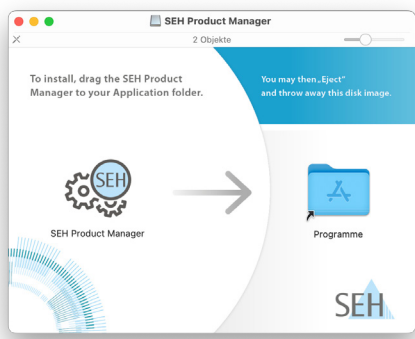 SEH Product Manager
2 Objekte
To install, drag the SEH Product
Manager to your Application folder.
You may then „Eject“
and throw away this disk image.
SEH
SEH Product Manager
Programme
SEH